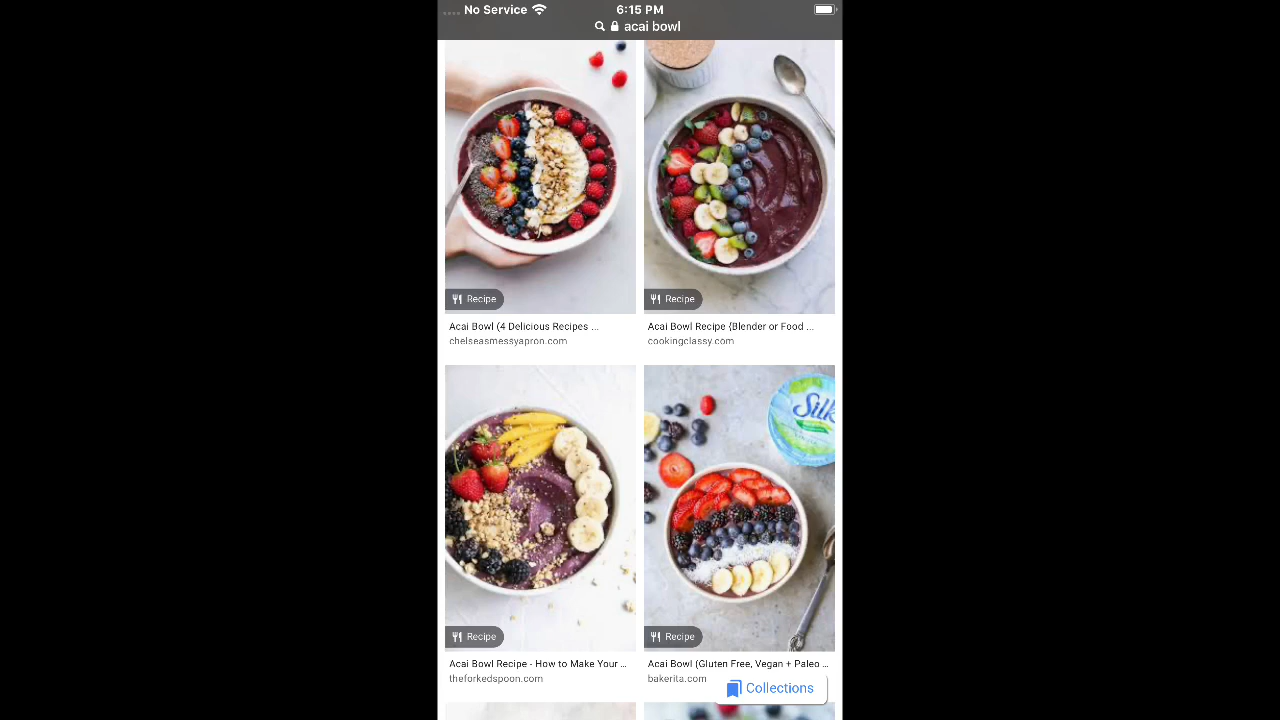 No Service
6:15 PM
acai bowl
Recipe
Recipe
Acai Bowl (4 Delicious Recipes ...
chelseasmessyapron.com
Acai Bowl Recipe {Blender or Food ...
cookingclassy.com
Silk
Recipe
Recipe
Acai Bowl Recipe - How to Make Your ...
theforkedspoon.com
Acai Bowl (Gluten Free, Vegan + Paleo ...
bakerita.com
Collections